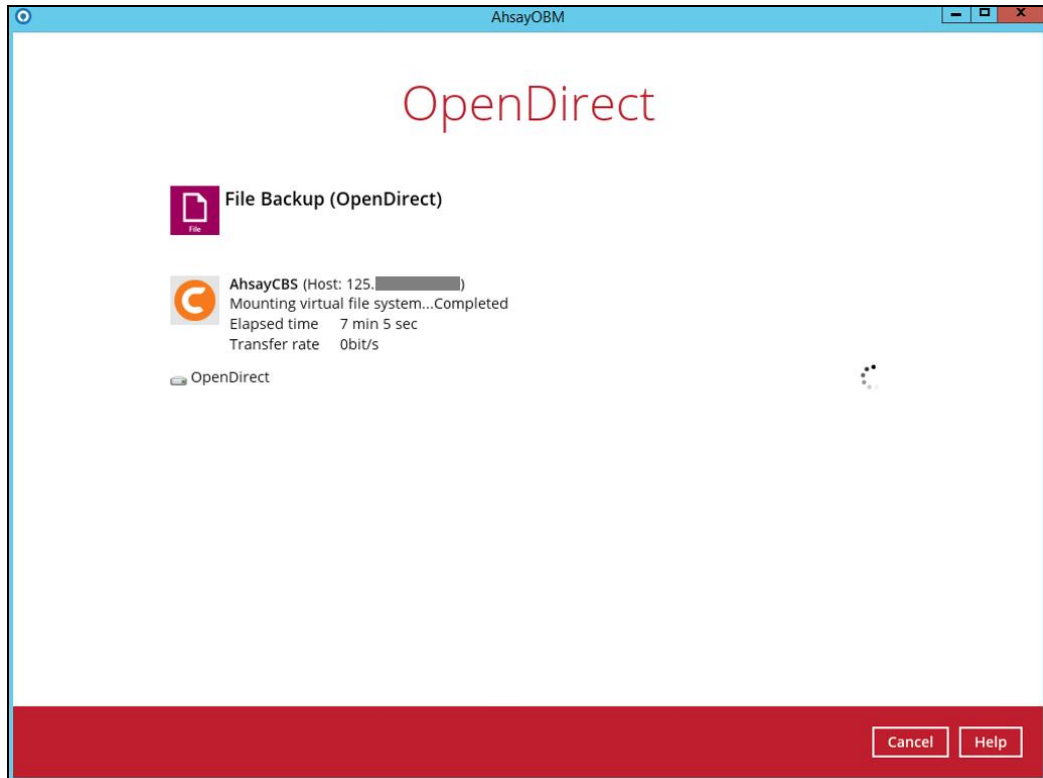 AhsayOBM
OpenDirect
File Backup (OpenDirect)
File
AhsayCBS (Host: 125. )
Mounting virtual file system...Completed
Elapsed time 7 min 5 sec
Transfer rate 0bit/s
OpenDirect
Cancel Help